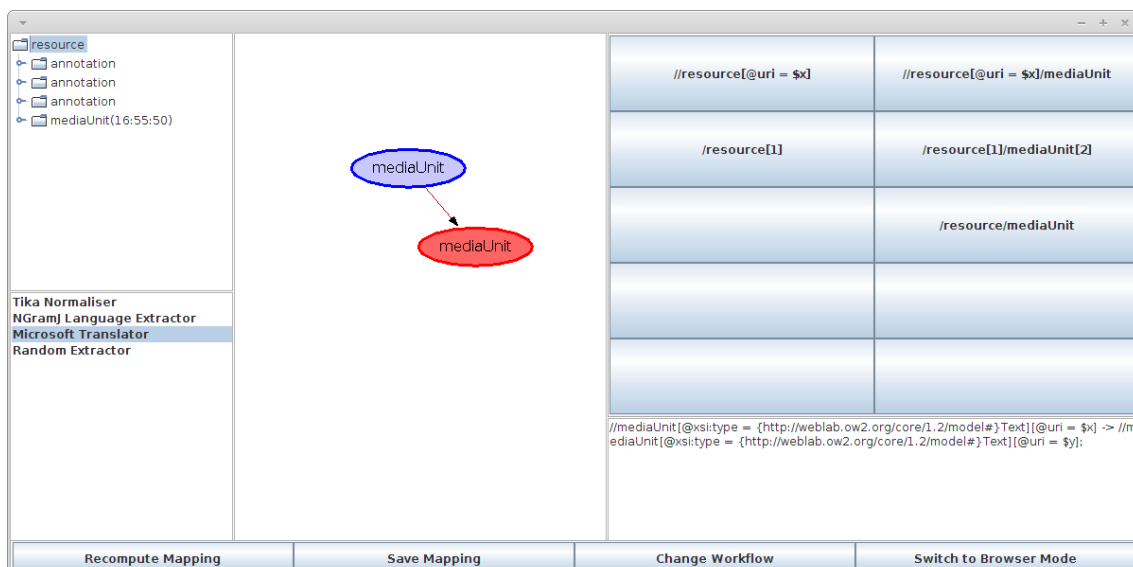 resource
annotation
annotation
annotation
mediaUnit(16:55:50)
Tika Normaliser
NGramJ Language Extractor
Microsoft Translator
Random Extractor
mediaUnit
mediaUnit
//resource[@uri = $x]
//resource[@uri = $x]/mediaUnit
/resource[1]
/resource[1]/mediaUnit[2]
/resource/mediaUnit
//mediaUnit[@xsi:type = {http://weblab.ow2.org/core/1.2/model#}Text][@uri = $x] -> //m
ediaUnit[@xsi:type = {http://weblab.ow2.org/core/1.2/model#}Text][@uri = $y];
Recompute Mapping
Save Mapping
Change Workflow
Switch to Browser Mode